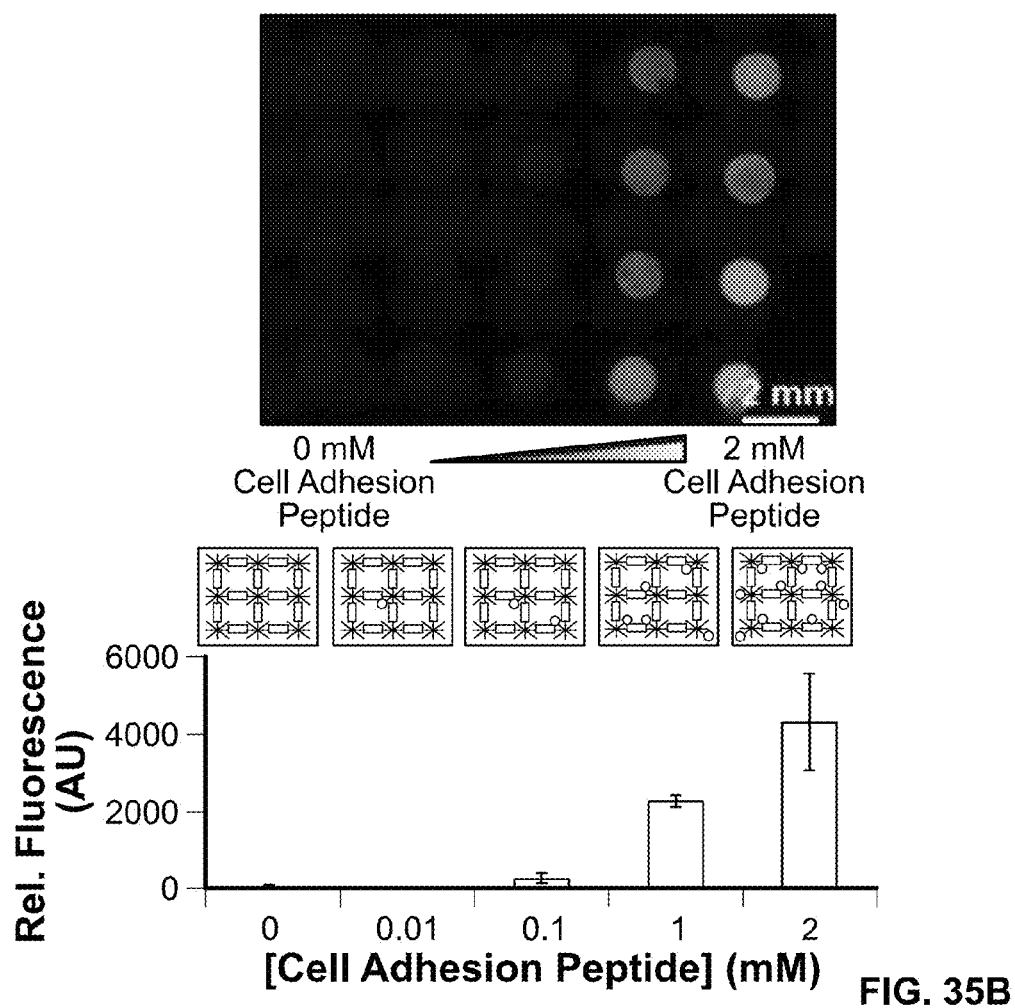 2 mm
0 mM
Cell Adhesion
Peptide
2 mM
Cell Adhesion
Peptide
Rel. Fluorescence
(AU)
6000
4000
2000
0
0 0.01 0.1 1 2
[Cell Adhesion Peptide] (mM)
FIG. 35B